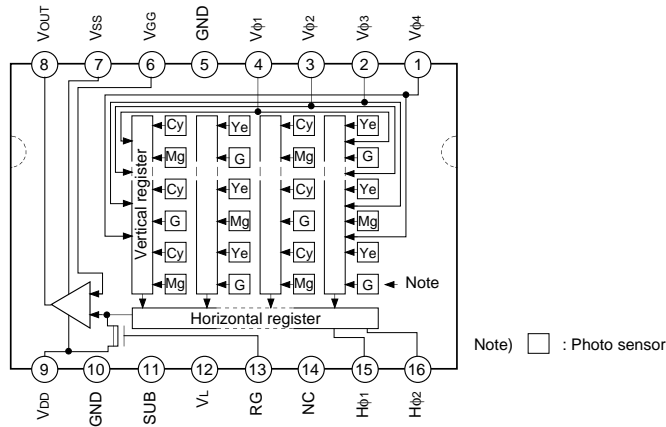 VOUT VSS VGG GND Vϕ1 Vϕ2 Vϕ3 Vϕ4
8 7 6 5 4 3 2 1
Cy Ye Cy Ye
Mg G Mg G
Cy Ye Cy Ye
G Mg G Mg
Cy Ye Cy Ye
Mg G Mg G
Vertical register
Note
Horizontal register
Note) : Photo sensor
9 10 11 12 13 14 15 16
VDD GND SUB VL RG NC Hϕ1 Hϕ2